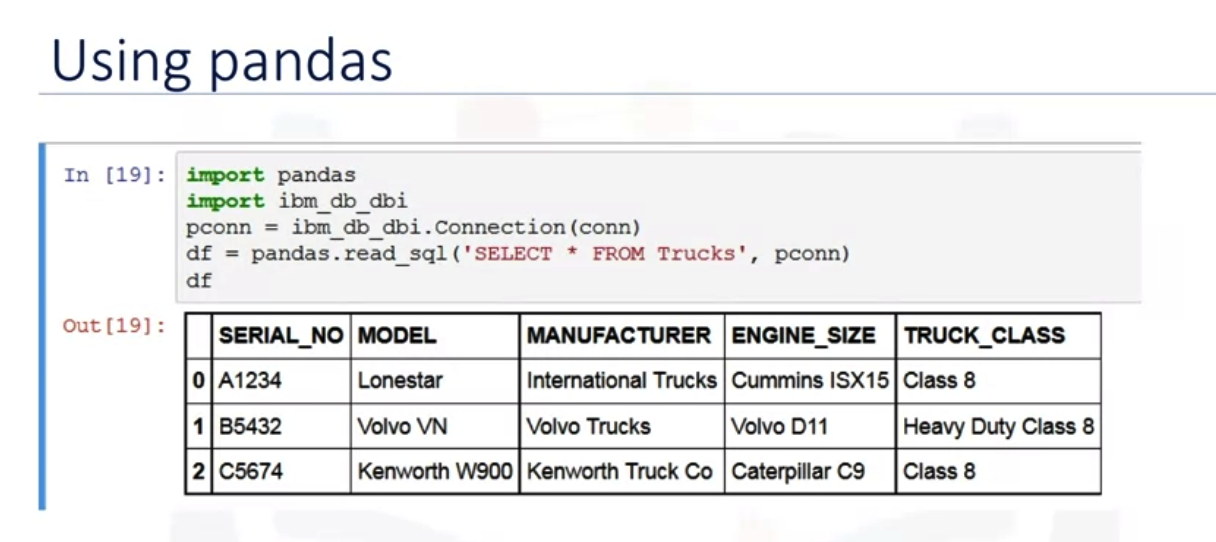 Using pandas
In [19]: import pandas
import ibm_db_dbi
pconn = ibm_db_dbi.Connection(conn)
df = pandas.read_sql('SELECT * FROM Trucks', pconn)
df
Out[19]:
SERIAL_NO MODEL MANUFACTURER ENGINE_SIZE TRUCK_CLASS
0 A1234 Lonestar International Trucks Cummins ISX15 Class 8
1 B5432 Volvo VN Volvo Trucks Volvo D11 Heavy Duty Class 8
2 C5674 Kenworth W900 Kenworth Truck Co Caterpillar C9 Class 8